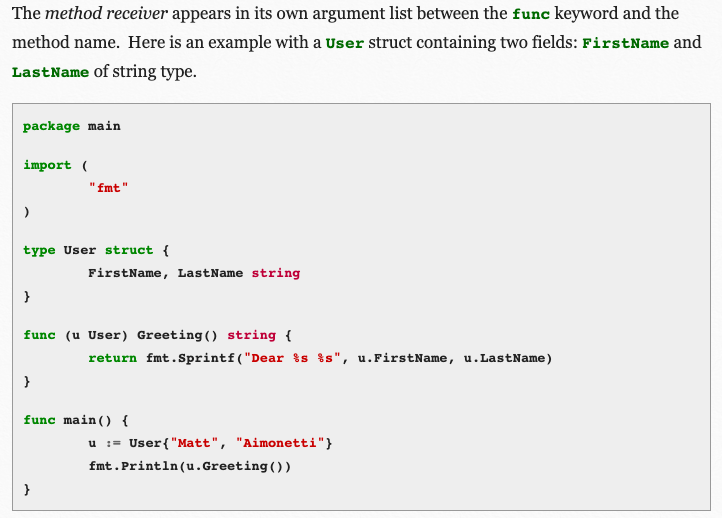 The method receiver appears in its own argument list between the func keyword and the
method name. Here is an example with a User struct containing two fields: FirstName and
LastName of string type.
package main
import (
"fmt"
)
type User struct {
FirstName, LastName string
}
func (u User) Greeting() string {
return fmt.Sprintf("Dear %s %s", u.FirstName, u.LastName)
}
func main() {
u := User{"Matt", "Aimonetti"}
fmt.Println(u.Greeting())
}